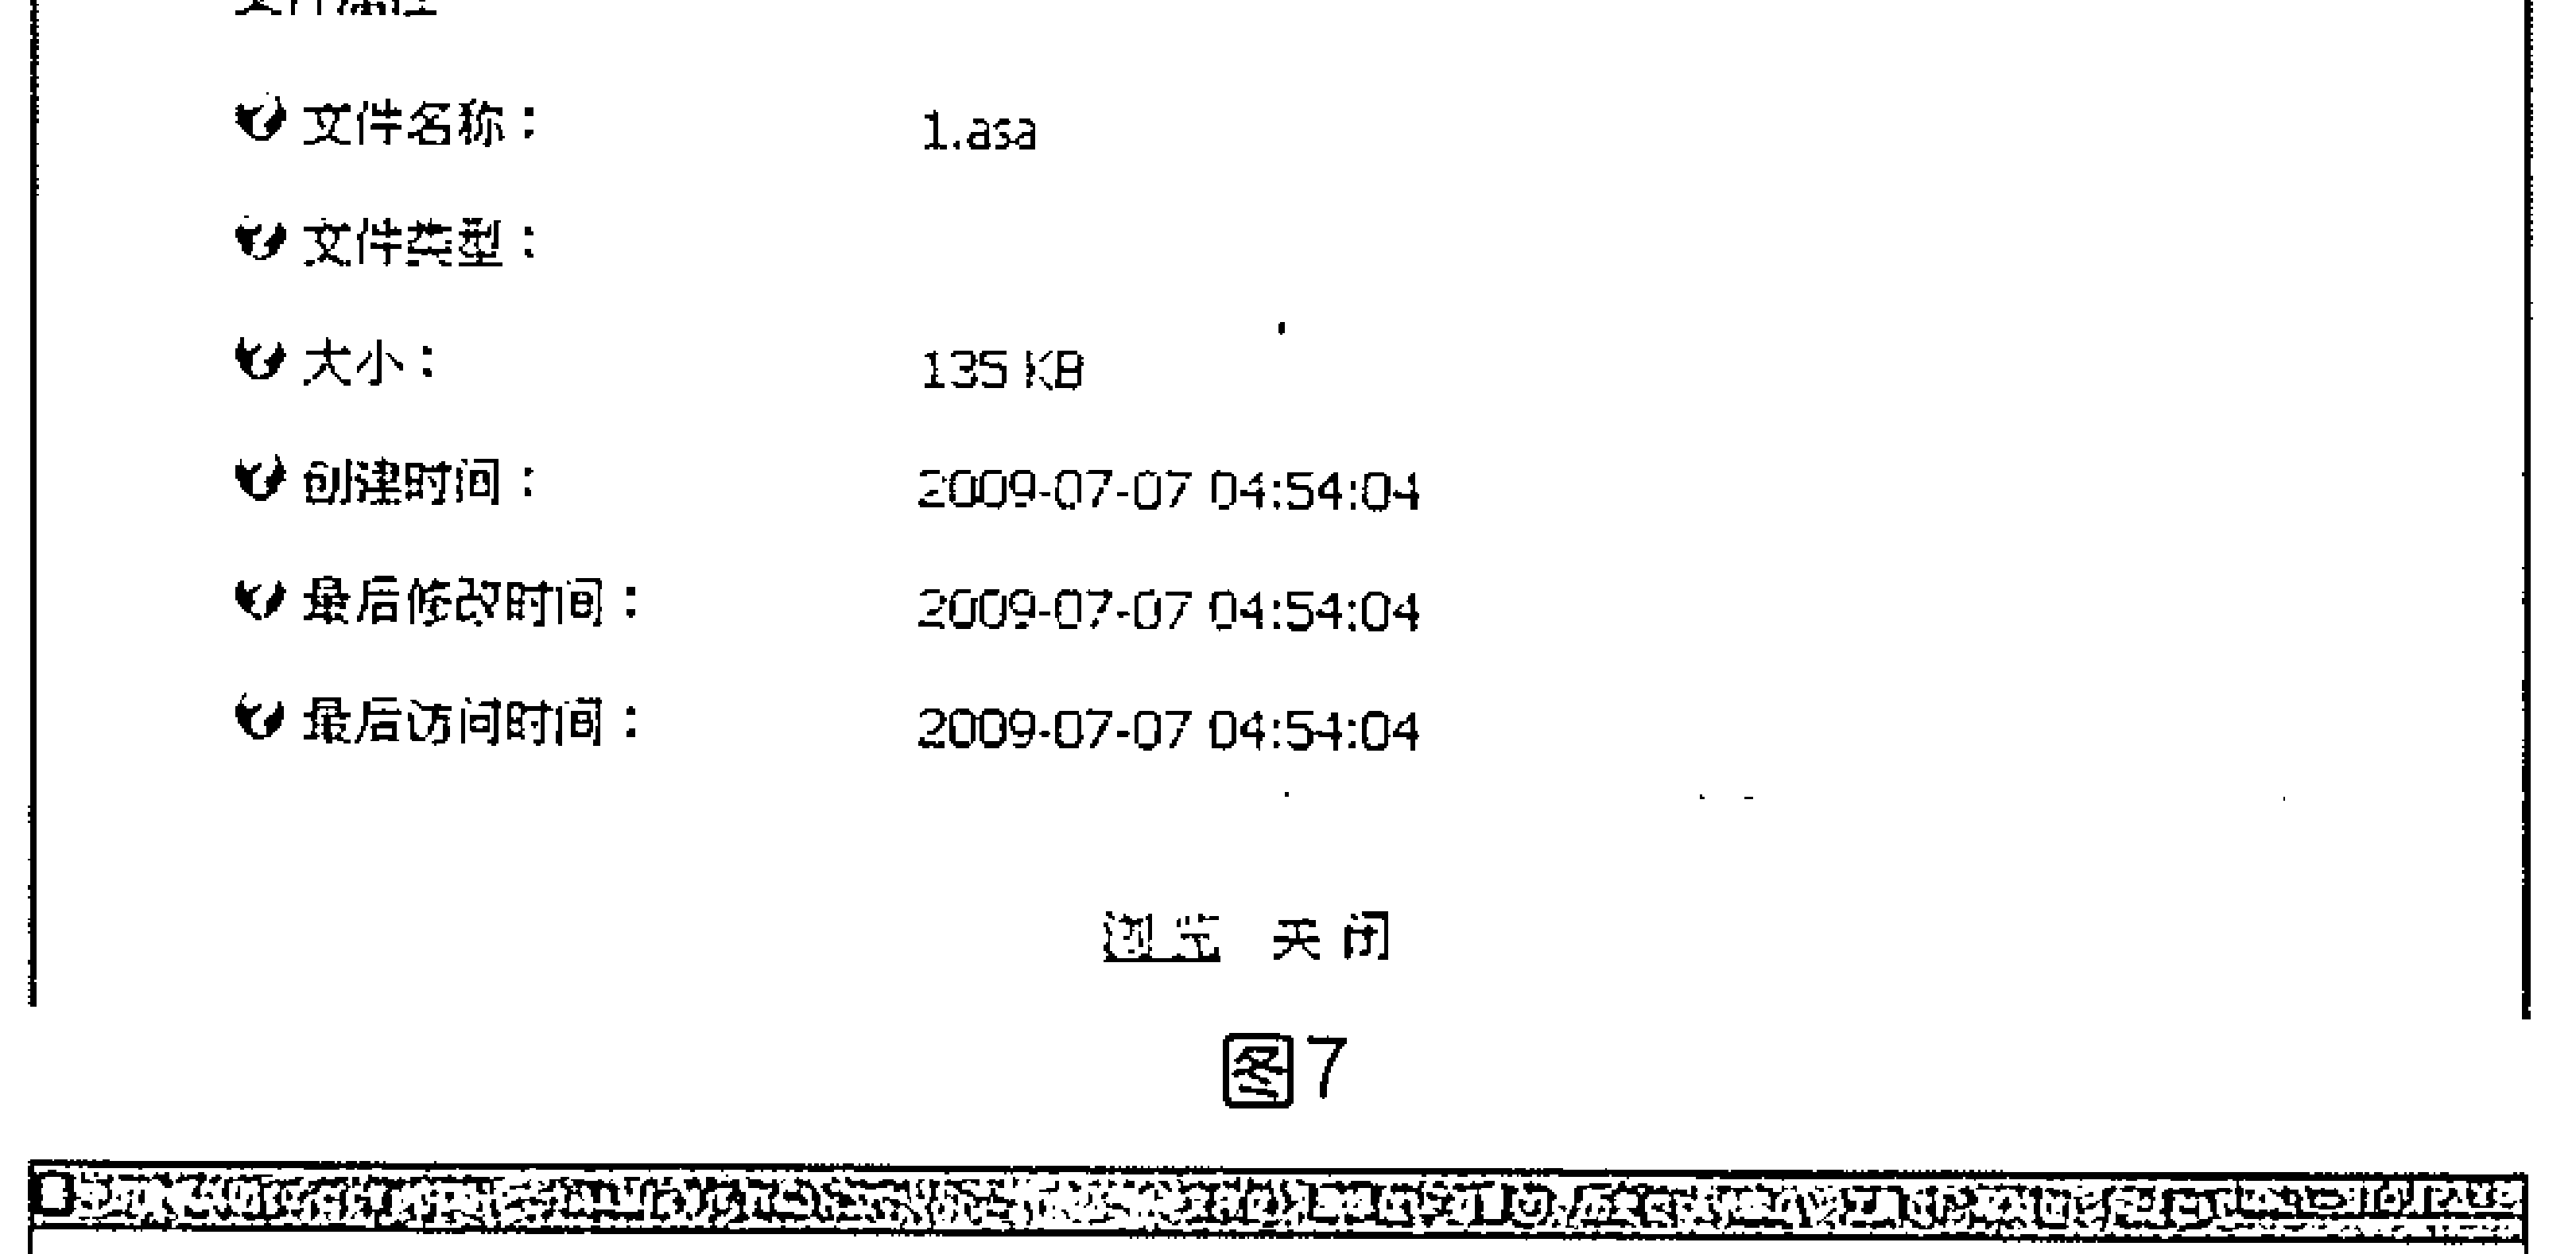 文件名称： 1.asa
文件类型：
大小： 135 KB
创建时间： 2009-07-07 04:54:04
最后修改时间： 2009-07-07 04:54:04
最后访问时间： 2009-07-07 04:54:04
浏览 关闭
图7